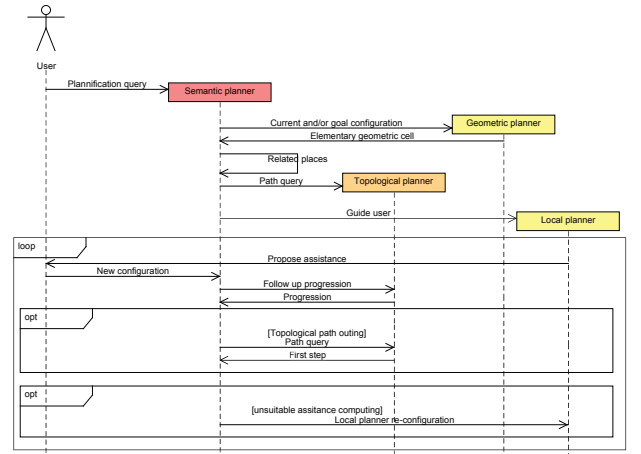 User
Plannification query
Semantic planner
Current and/or goal configuration
Geometric planner
Elementary geometric cell
Related places
Path query
Topological planner
Guide user
Local planner
loop
Propose assistance
New configuration
Follow up progression
Progression
opt
[Topological path outing]
Path query
First step
opt
[unsuitable assitance computing]
Local planner re-configuration